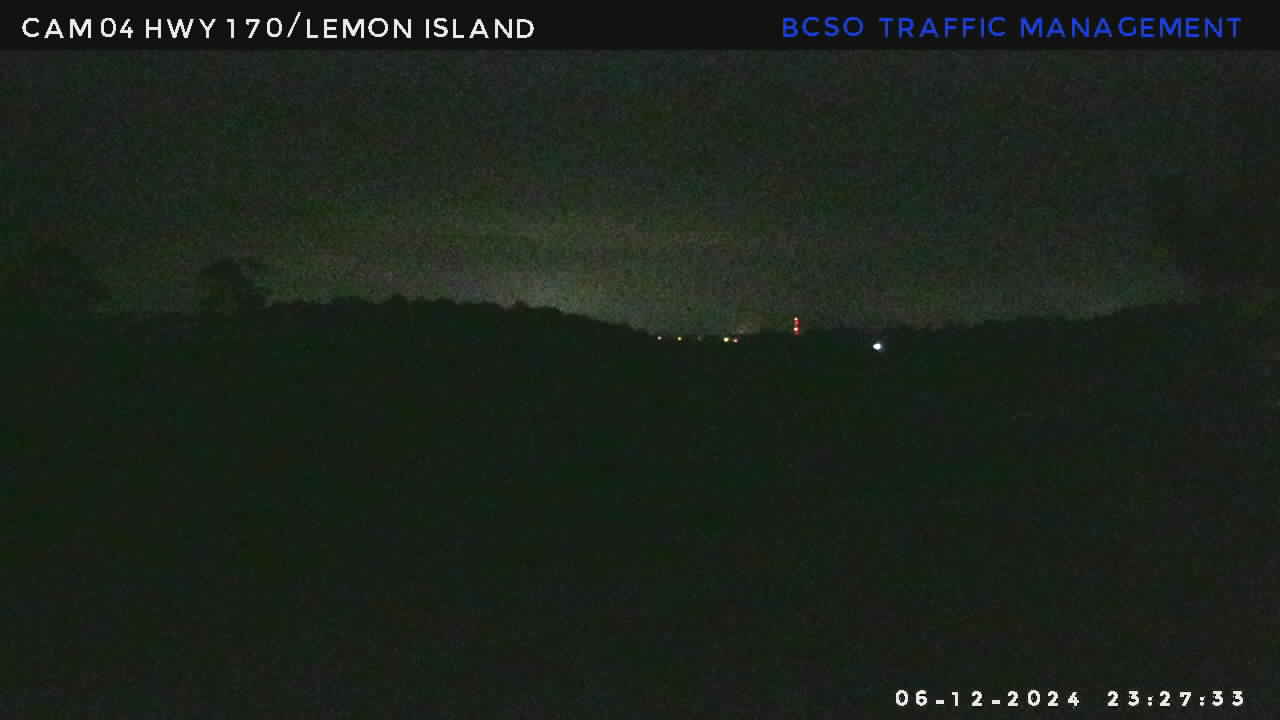 CAM04 HWY 170/LEMON ISLAND
BCSO TRAFFIC MANAGEMENT
06-12-2024 23:27:33